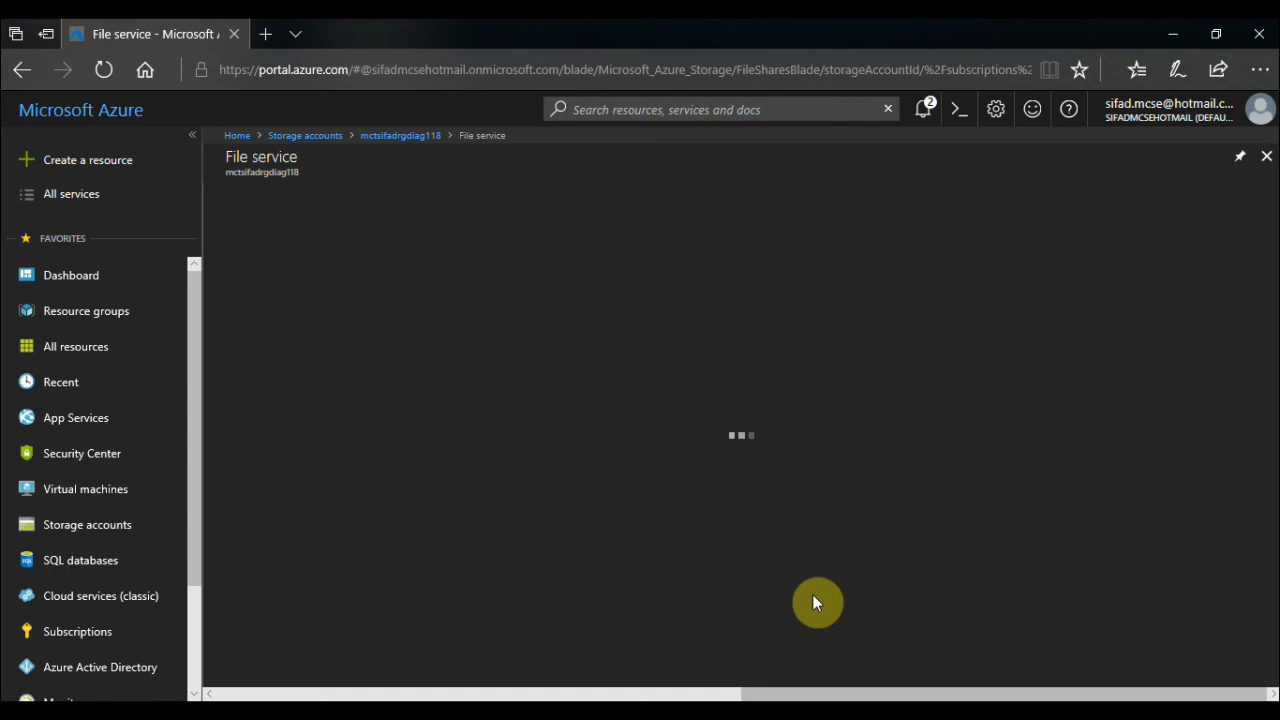 File service - Microsoft A
https://portal.azure.com/#@sifadmcsehotmail.onmicrosoft.com/blade/Microsoft_Azure_Storage/FileSharesBlade/storageAccountId/%2Fsubscriptions%
Microsoft Azure
Search resources, services and docs
2
sifad.mcse@hotmail.c...
SIFADMCSEHOTMAIL (DEFAU...
Home > Storage accounts > mctsifadrgdiag118 > File service
File service
mctsifadrgdiag118
Create a resource
All services
FAVORITES
Dashboard
Resource groups
All resources
Recent
App Services
Security Center
Virtual machines
Storage accounts
SQL databases
Cloud services (classic)
Subscriptions
Azure Active Directory